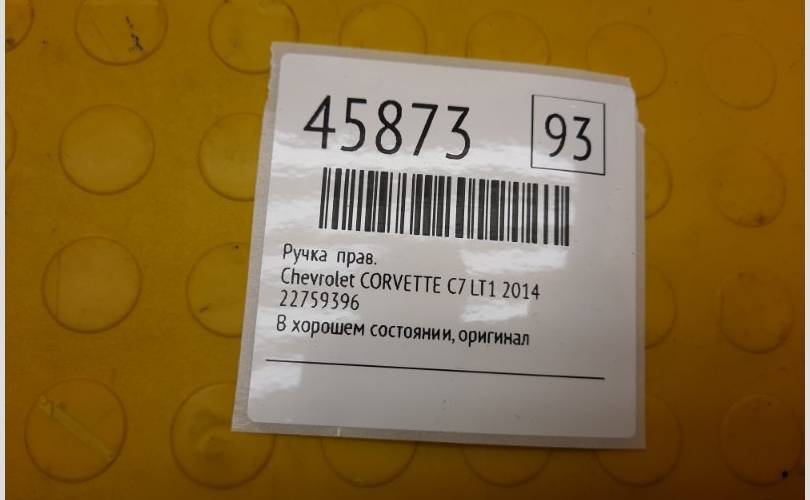 45873 93
Ручка прав.
Chevrolet CORVETTE C7 LT1 2014
22759396
В хорошем состоянии, оригинал